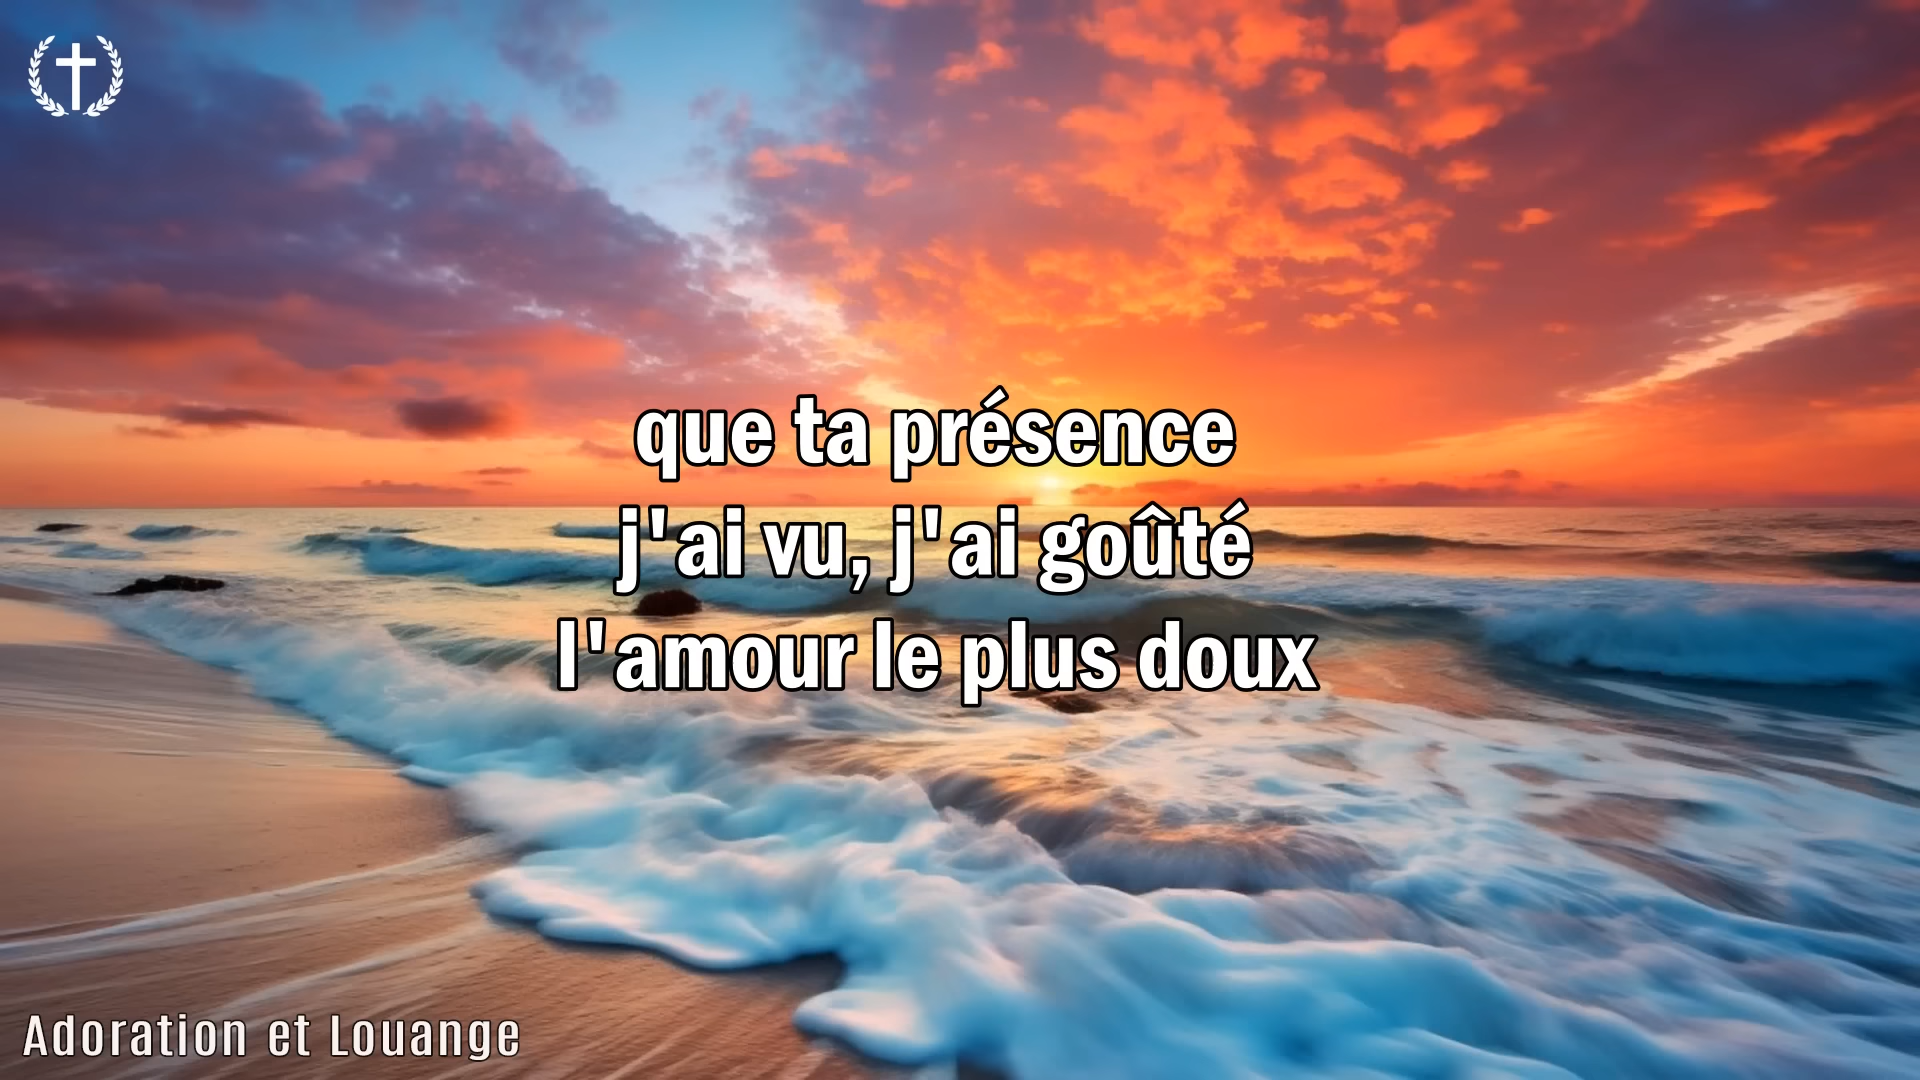 que ta présence
j'ai vu, j'ai goûté
l'amour le plus doux
Adoration et Louange